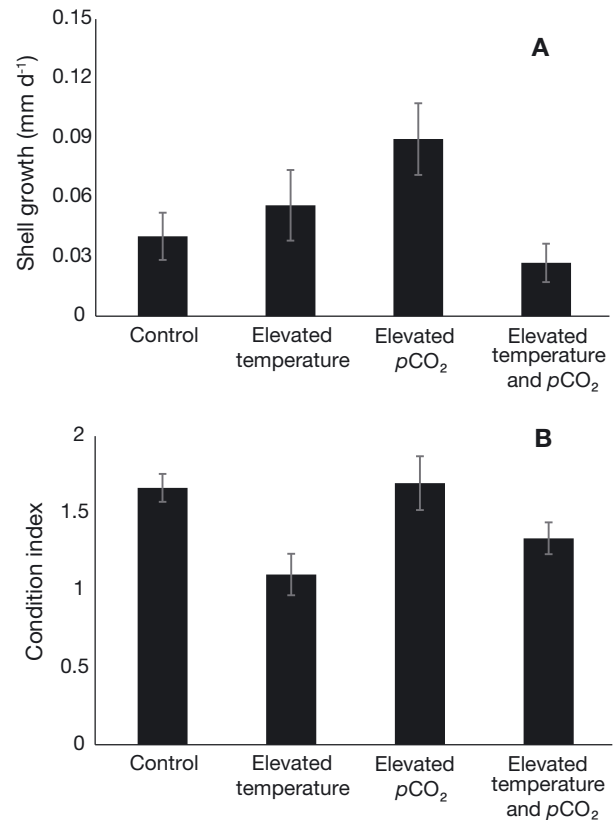 0.15
A
0.12
0.09
0.06
0.03
0
Shell growth (mm d⁻¹)
Control
Elevated
temperature
Elevated
pCO₂
Elevated
temperature
and pCO₂
2
B
1.5
1
0.5
0
Condition index
Control
Elevated
temperature
Elevated
pCO₂
Elevated
temperature
and pCO₂